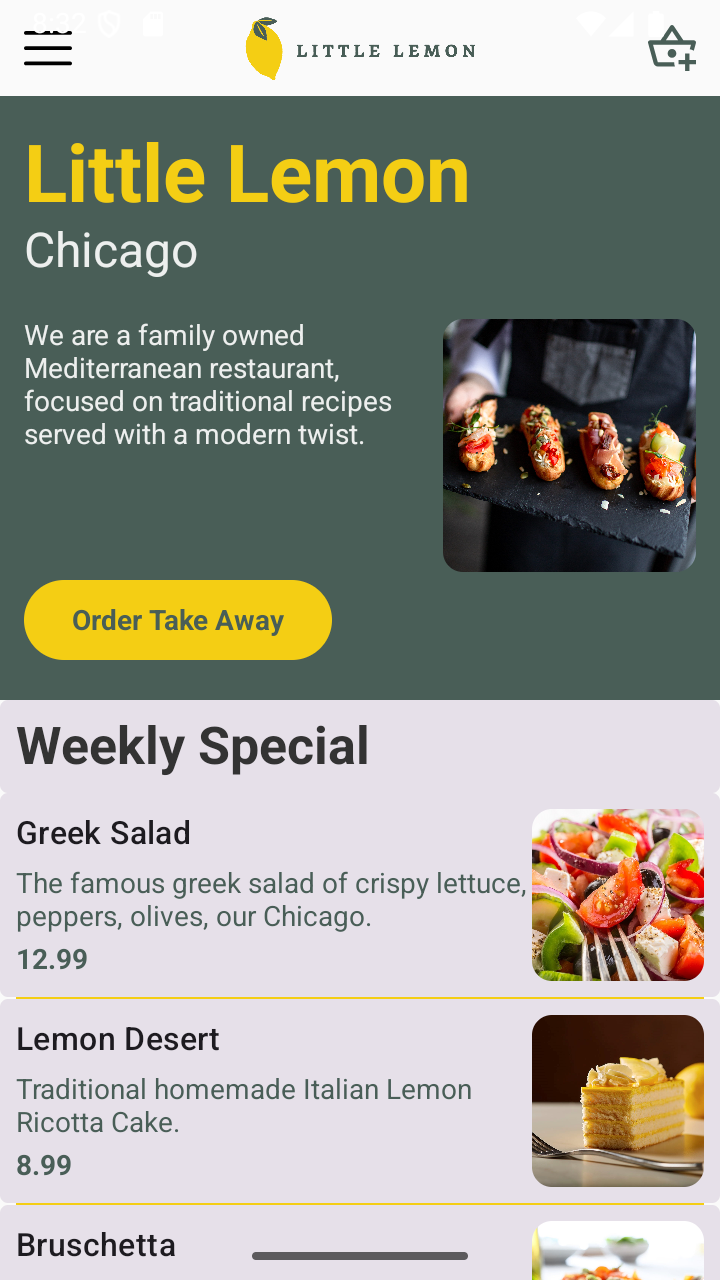 8:32
LITTLE LEMON
Little Lemon
Chicago
We are a family owned
Mediterranean restaurant,
focused on traditional recipes
served with a modern twist.
Order Take Away
Weekly Special
Greek Salad
The famous greek salad of crispy lettuce,
peppers, olives, our Chicago.
12.99
Lemon Desert
Traditional homemade Italian Lemon
Ricotta Cake.
8.99
Bruschetta